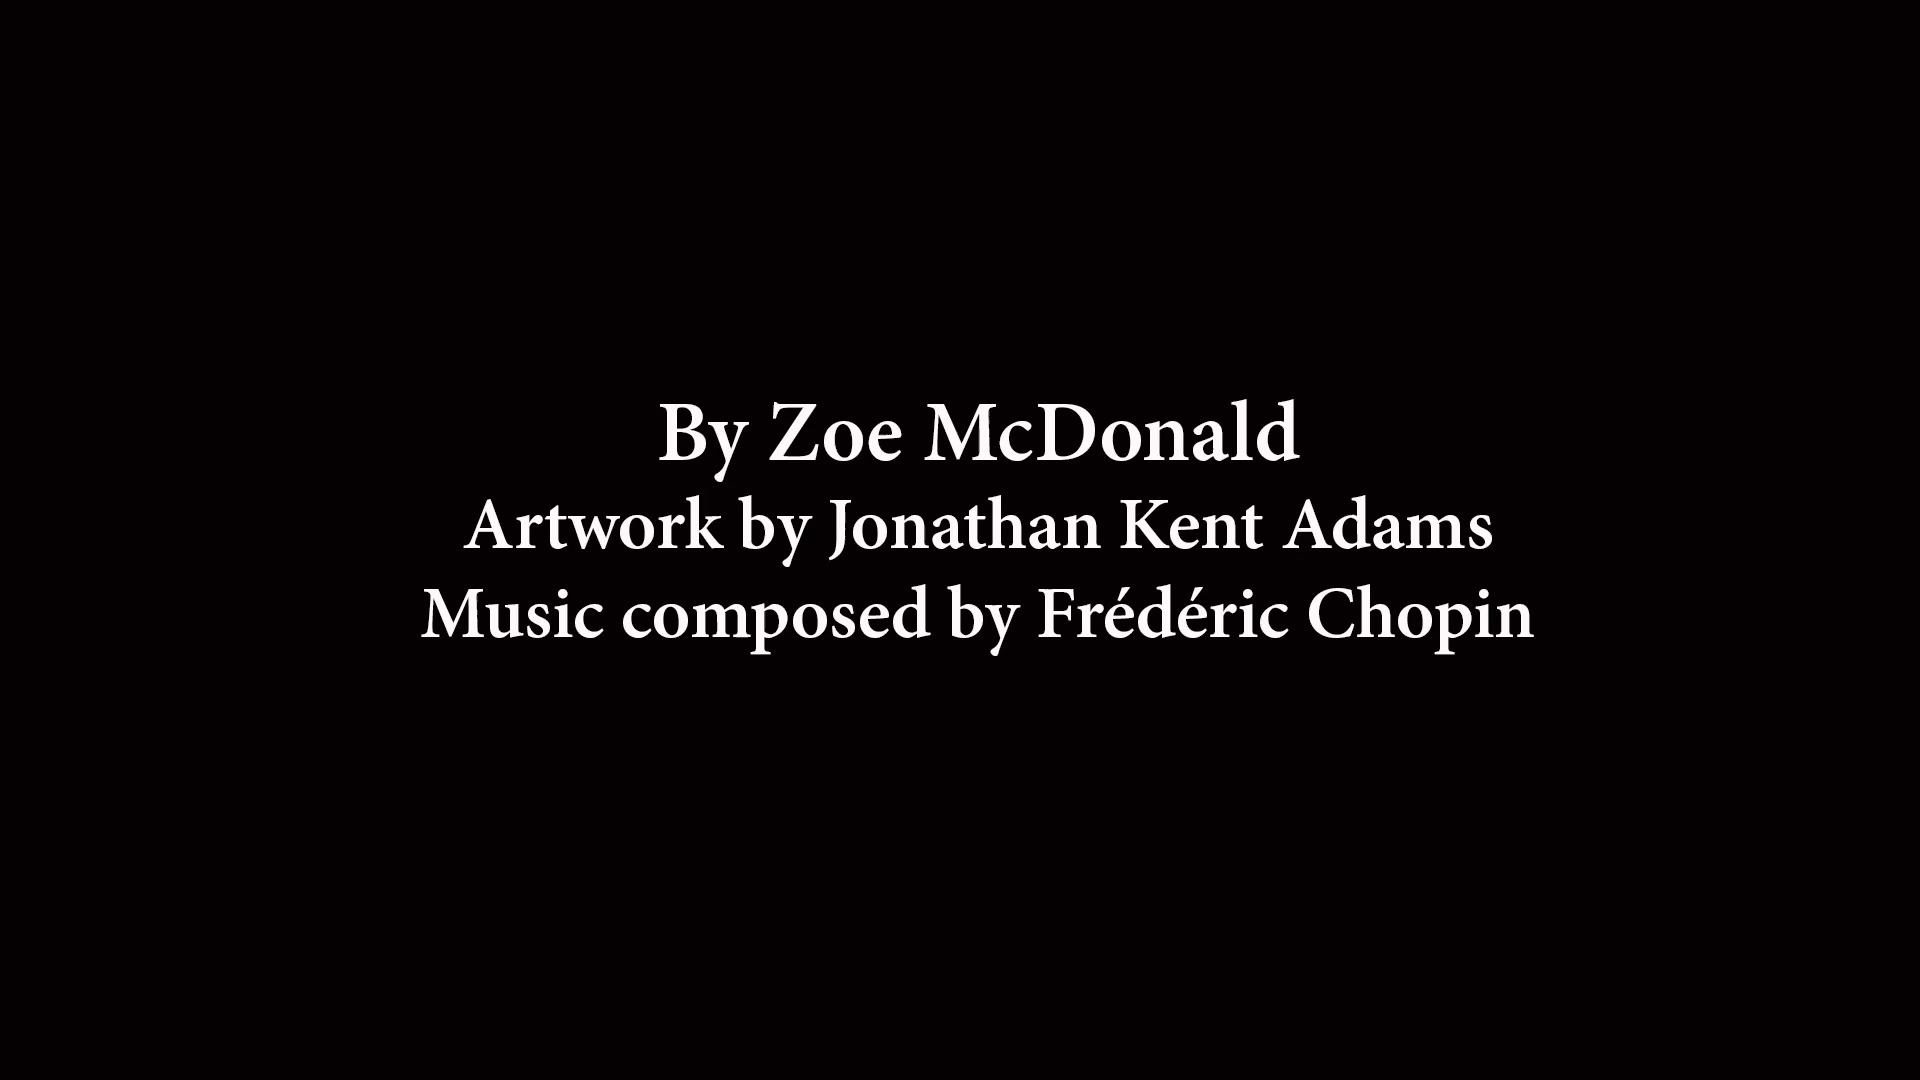 By Zoe McDonald
Artwork by Jonathan Kent Adams
Music composed by Frédéric Chopin